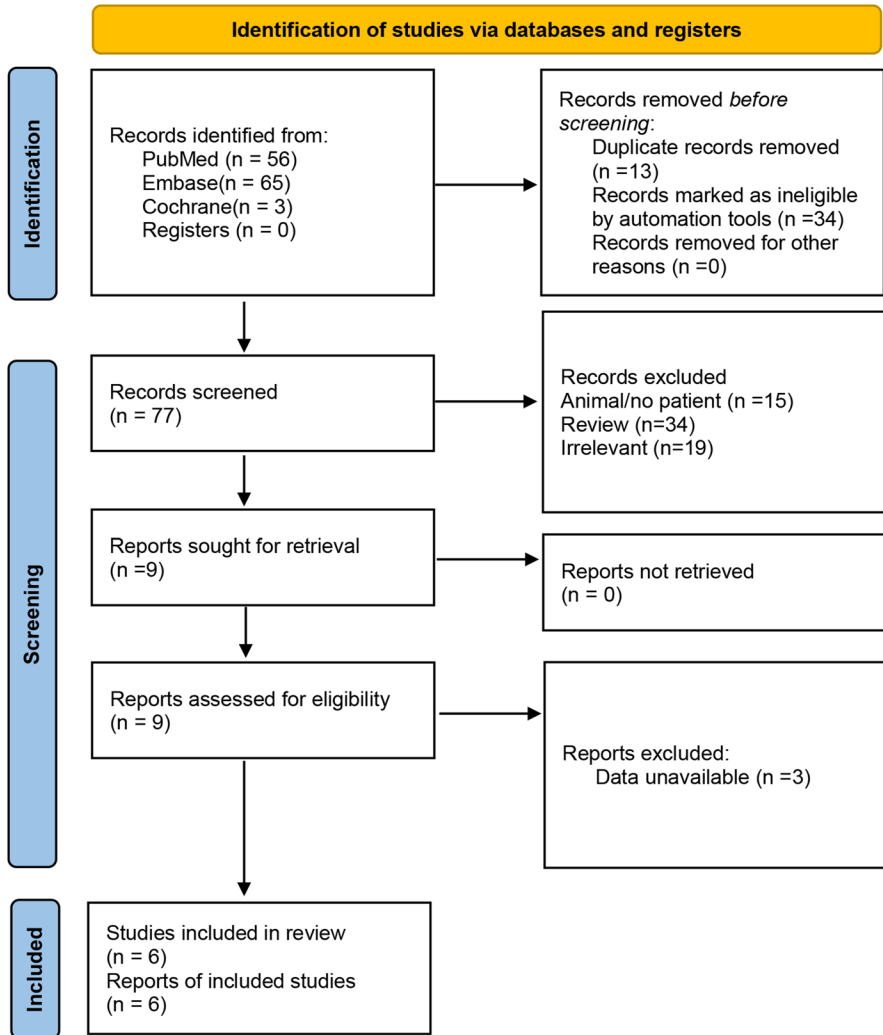 Identification of studies via databases and registers
Identification
Records identified from:
PubMed (n = 56)
Embase(n = 65)
Cochrane(n = 3)
Registers (n = 0)
Records removed before
screening:
Duplicate records removed
(n =13)
Records marked as ineligible
by automation tools (n =34)
Records removed for other
reasons (n =0)
Screening
Records screened
(n = 77)
Records excluded
Animal/no patient (n =15)
Review (n=34)
Irrelevant (n=19)
Reports sought for retrieval
(n =9)
Reports not retrieved
(n = 0)
Reports assessed for eligibility
(n = 9)
Reports excluded:
Data unavailable (n =3)
Included
Studies included in review
(n = 6)
Reports of included studies
(n = 6)